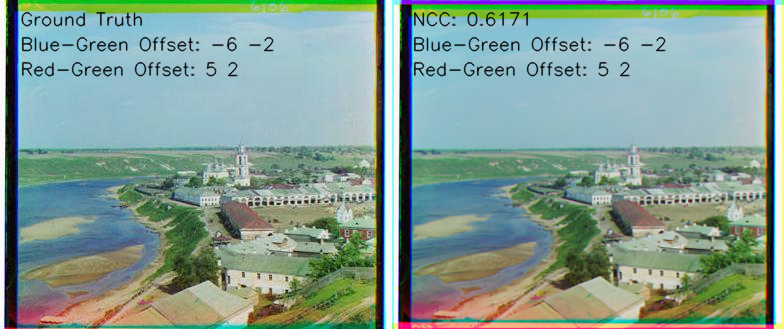 Ground Truth
Blue-Green Offset: -6 -2
Red-Green Offset: 5 2
NCC: 0.6171
Blue-Green Offset: -6 -2
Red-Green Offset: 5 2